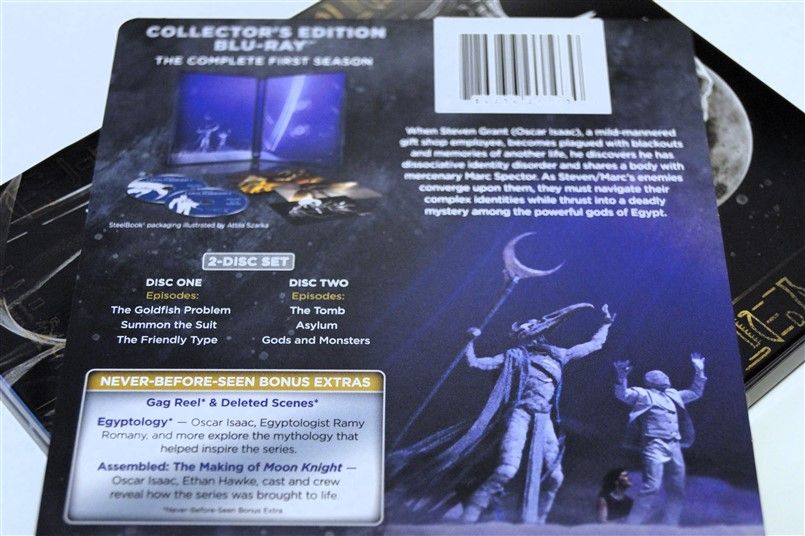 COLLECTOR'S EDITION
BLU-RAY™
THE COMPLETE FIRST SEASON
When Steven Grant (Oscar Isaac), a mild-mannered
gift shop employee, becomes plagued with blackouts
and memories of another life, he discovers he has
dissociative identity disorder and shares a body with
mercenary Marc Spector. As Steven/Marc's enemies
converge upon them, they must navigate their
complex identities while thrust into a deadly
mystery among the powerful gods of Egypt.
SteelBook® packaging illustrated by Attila Szarka
2-DISC SET
DISC ONE
Episodes:
The Goldfish Problem
Summon the Suit
The Friendly Type
DISC TWO
Episodes:
The Tomb
Asylum
Gods and Monsters
NEVER-BEFORE-SEEN BONUS EXTRAS
Gag Reel* & Deleted Scenes*
Egyptology* — Oscar Isaac, Egyptologist Ramy
Romany, and more explore the mythology that
helped inspire the series.
Assembled: The Making of Moon Knight —
Oscar Isaac, Ethan Hawke, cast and crew
reveal how the series was brought to life.
*Never-Before-Seen Bonus Extra